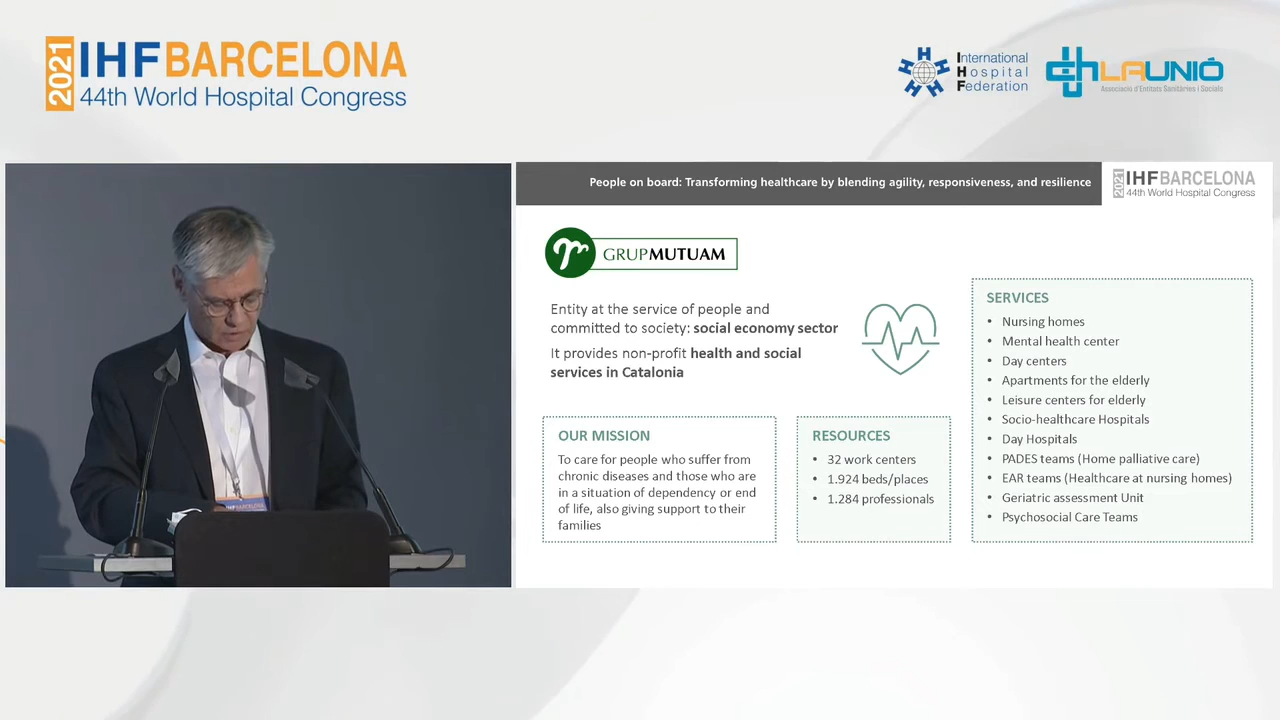 2021 IHFBARCELONA
44th World Hospital Congress
International
Hospital
Federation
LAUNIÓ
Associació d'Entitats Sanitàries i Socials
People on board: Transforming healthcare by blending agility, responsiveness, and resilience
2021 IHFBARCELONA
44th World Hospital Congress
GRUPMUTUAM
Entity at the service of people and
committed to society: social economy sector
It provides non-profit health and social
services in Catalonia
OUR MISSION
To care for people who suffer from
chronic diseases and those who are
in a situation of dependency or end
of life, also giving support to their
families
RESOURCES
• 32 work centers
• 1.924 beds/places
• 1.284 professionals
SERVICES
• Nursing homes
• Mental health center
• Day centers
• Apartments for the elderly
• Leisure centers for elderly
• Socio-healthcare Hospitals
• Day Hospitals
• PADES teams (Home palliative care)
• EAR teams (Healthcare at nursing homes)
• Geriatric assessment Unit
• Psychosocial Care Teams
IHFBARCELONA